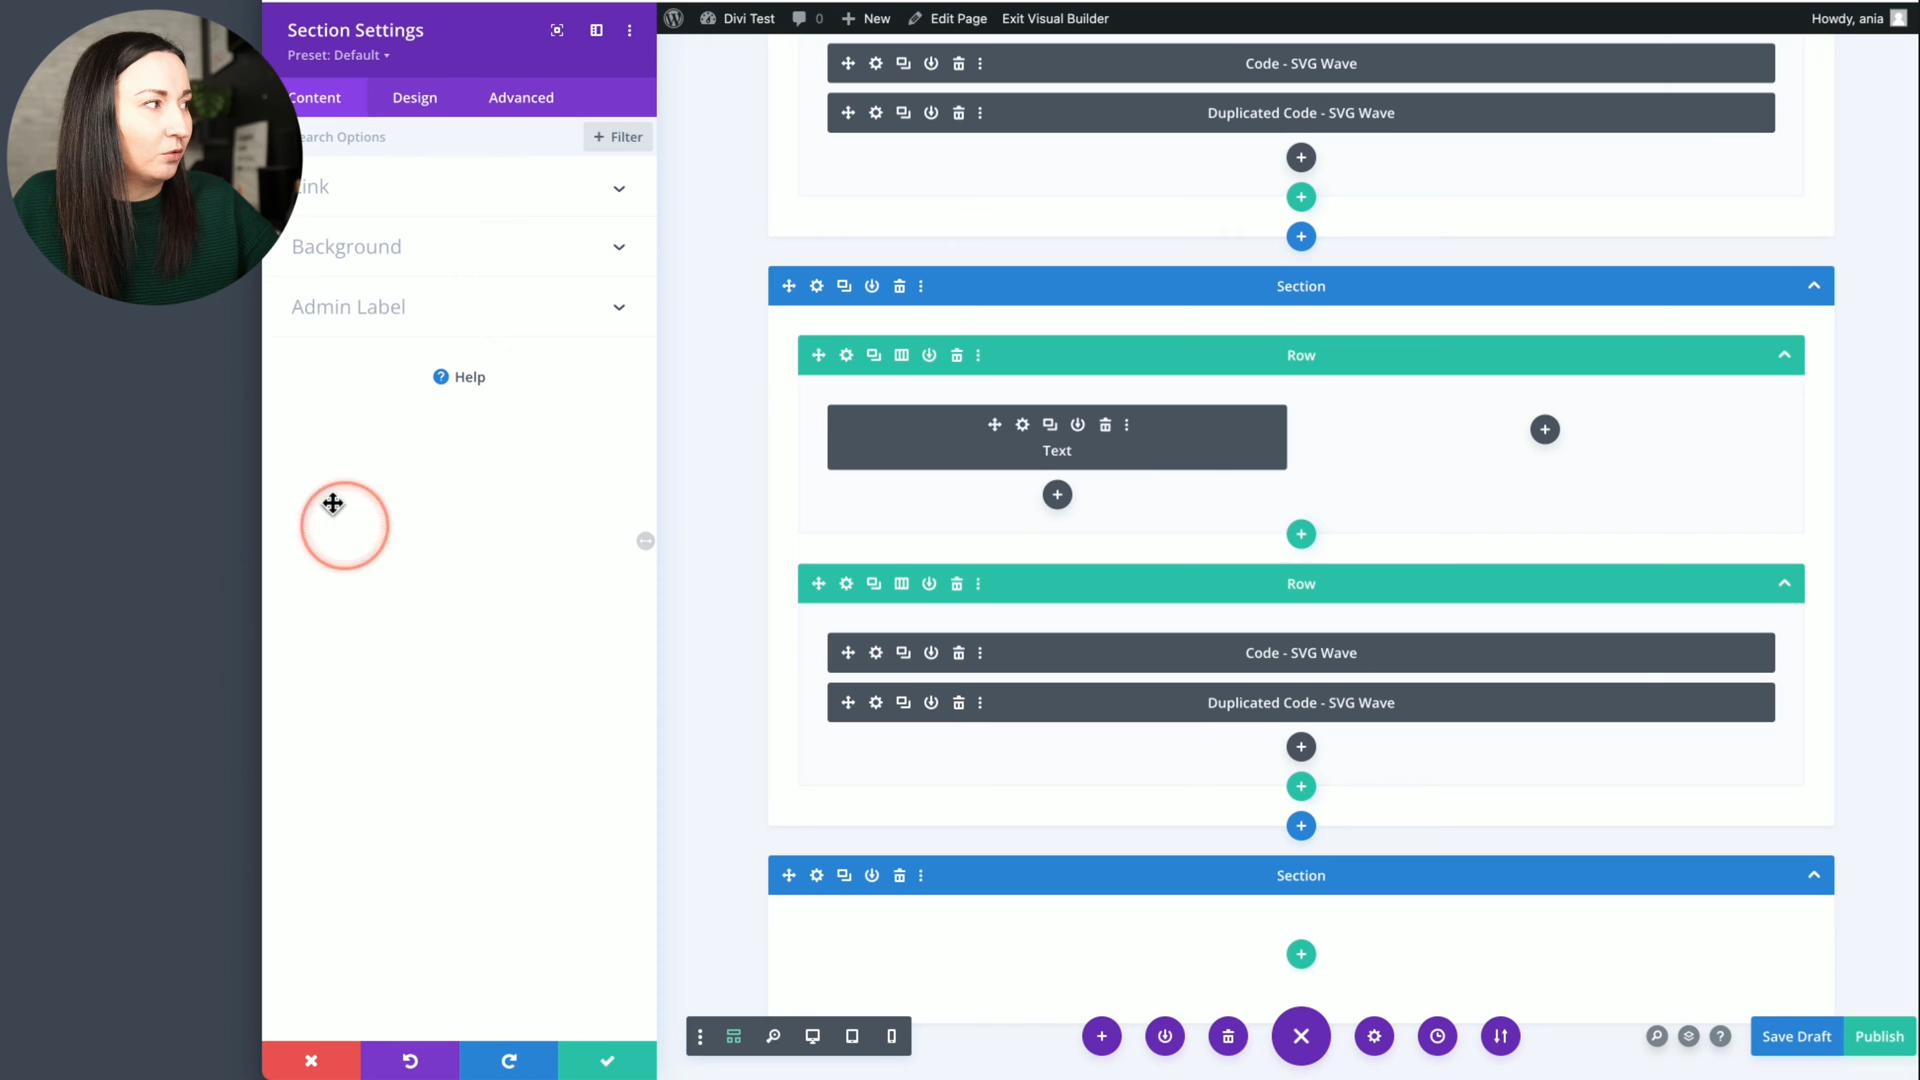 Section Settings
Preset: Default
Content
Design
Advanced
earch Options
+ Filter
ink
Background
Admin Label
? Help
Divi Test
0
New
Edit Page
Exit Visual Builder
Howdy, ania
Code - SVG Wave
Duplicated Code - SVG Wave
Section
Row
Text
Row
Code - SVG Wave
Duplicated Code - SVG Wave
Section
Save Draft
Publish